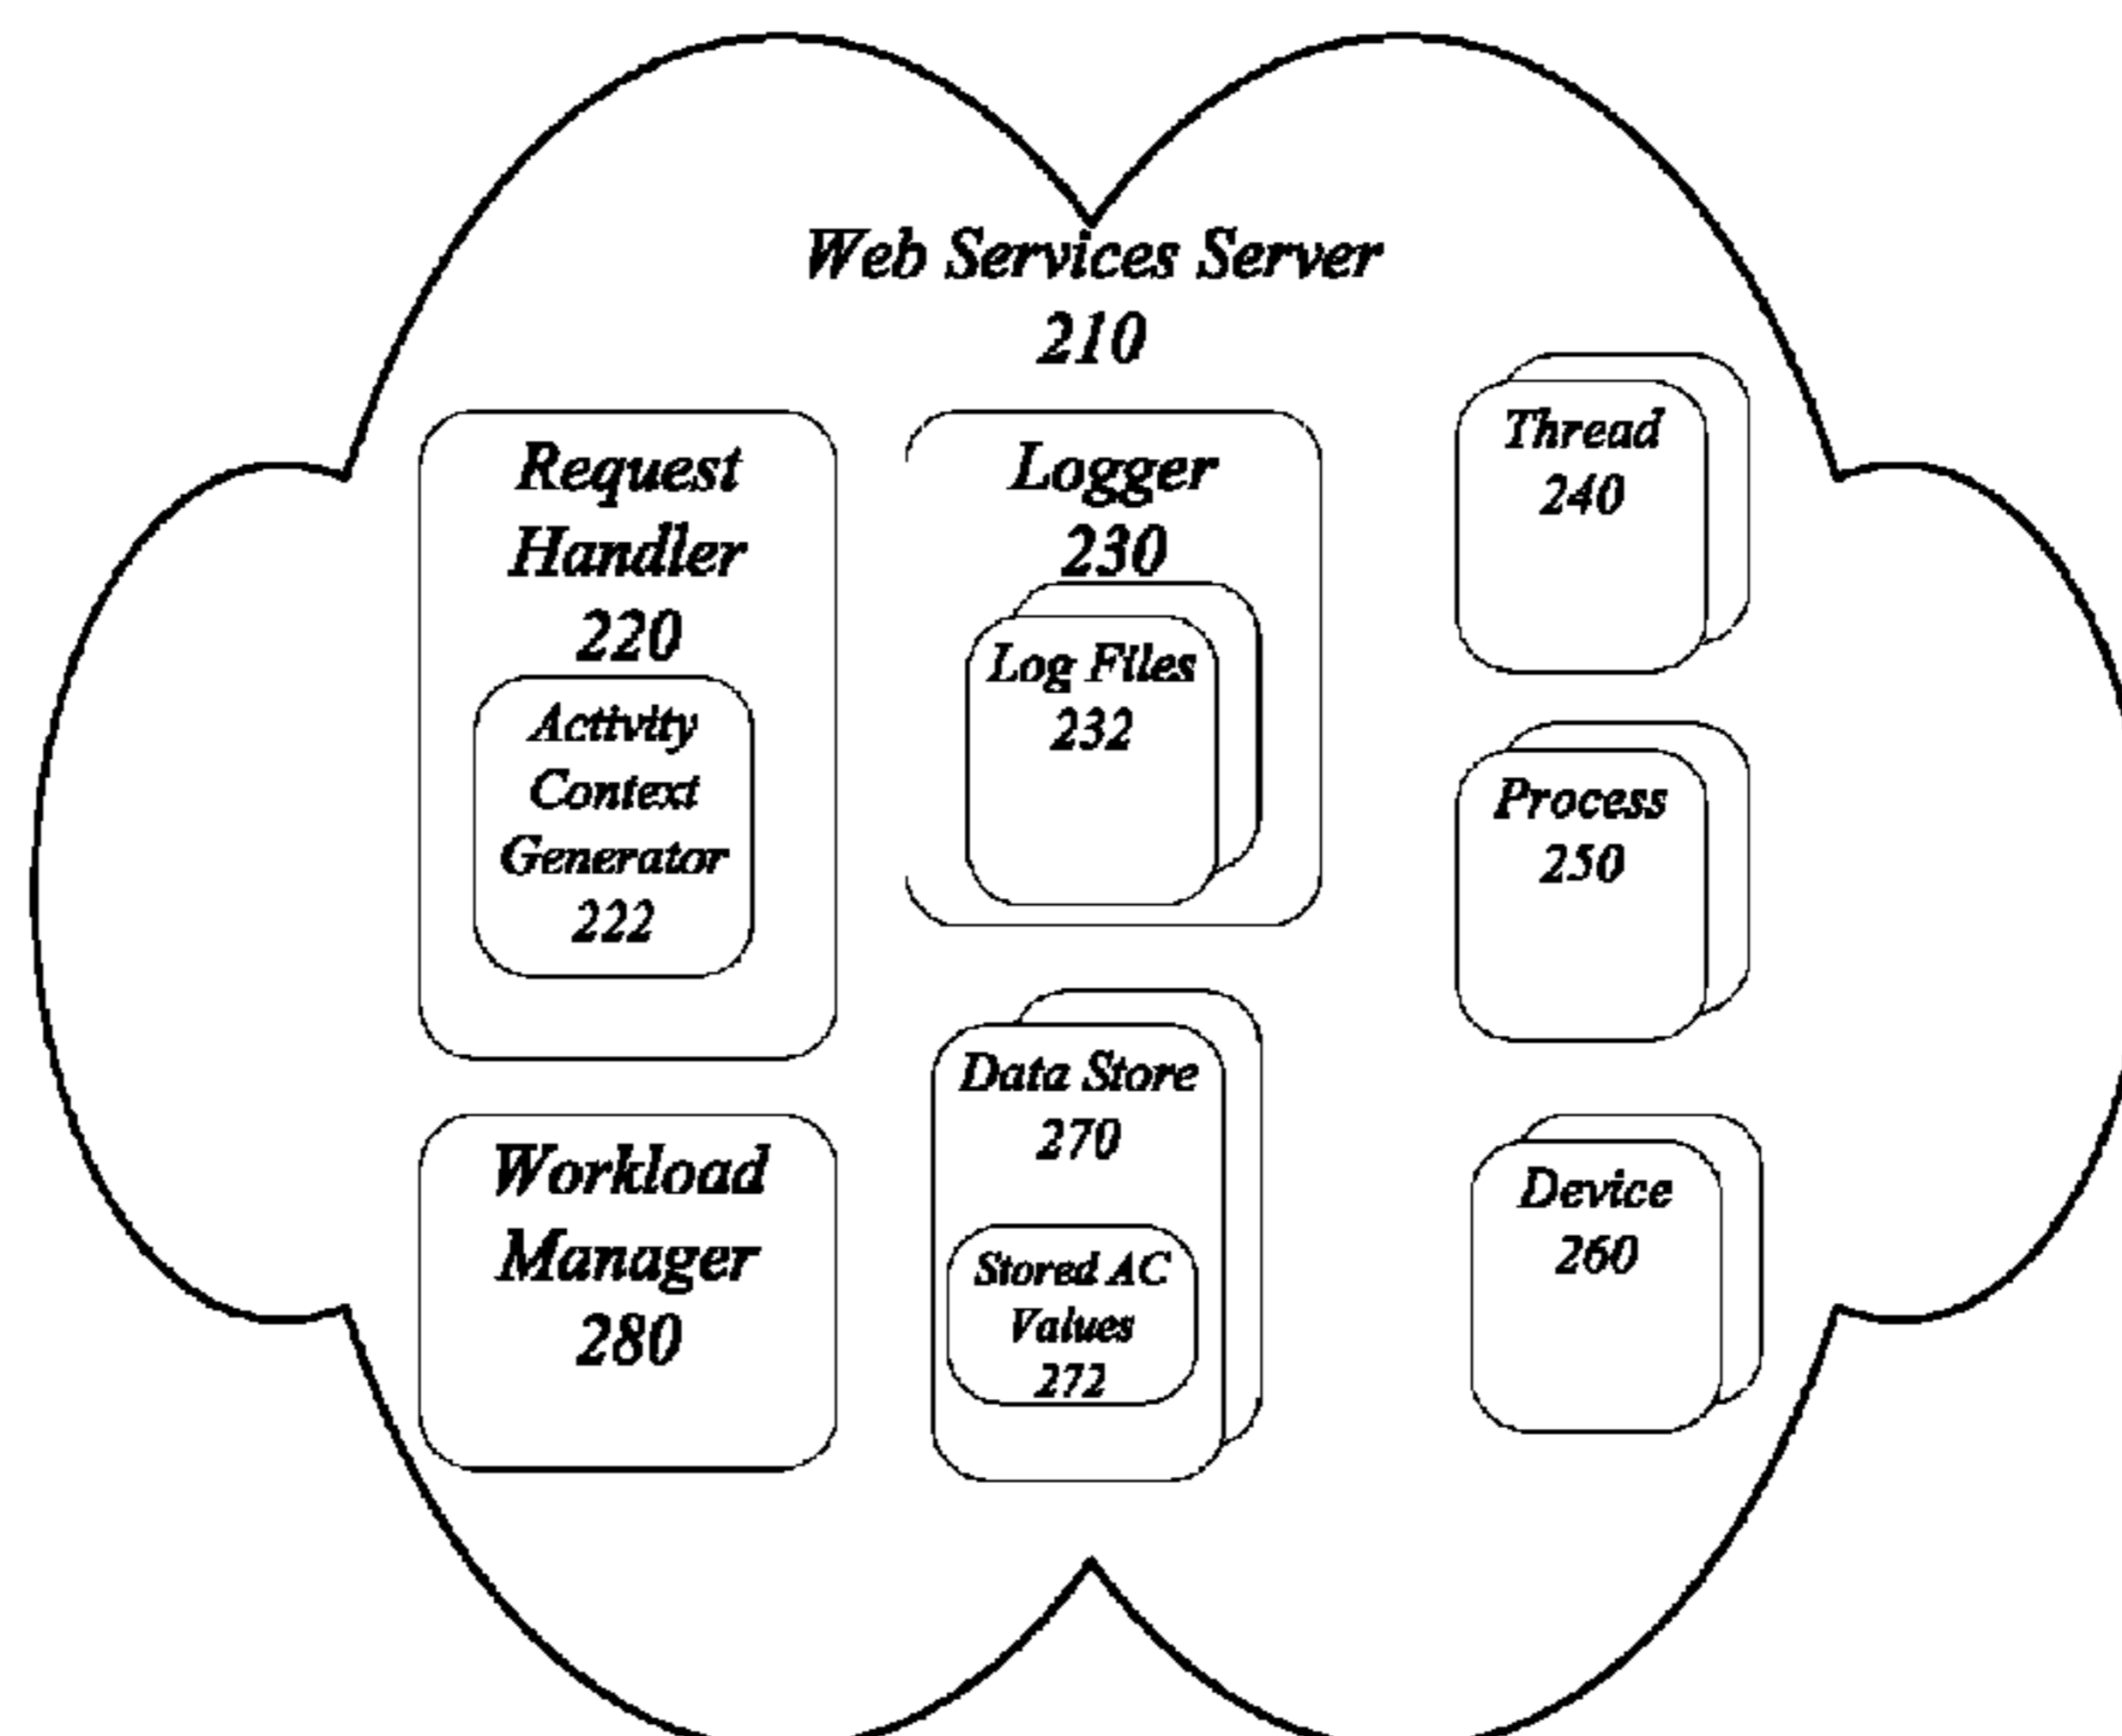 Web Services Server
210
Request
Handler
220
Activity
Context
Generator
222
Logger
230
Log Files
232
Thread
240
Process
250
Device
260
Data Store
270
Stored AC
Values
272
Workload
Manager
280